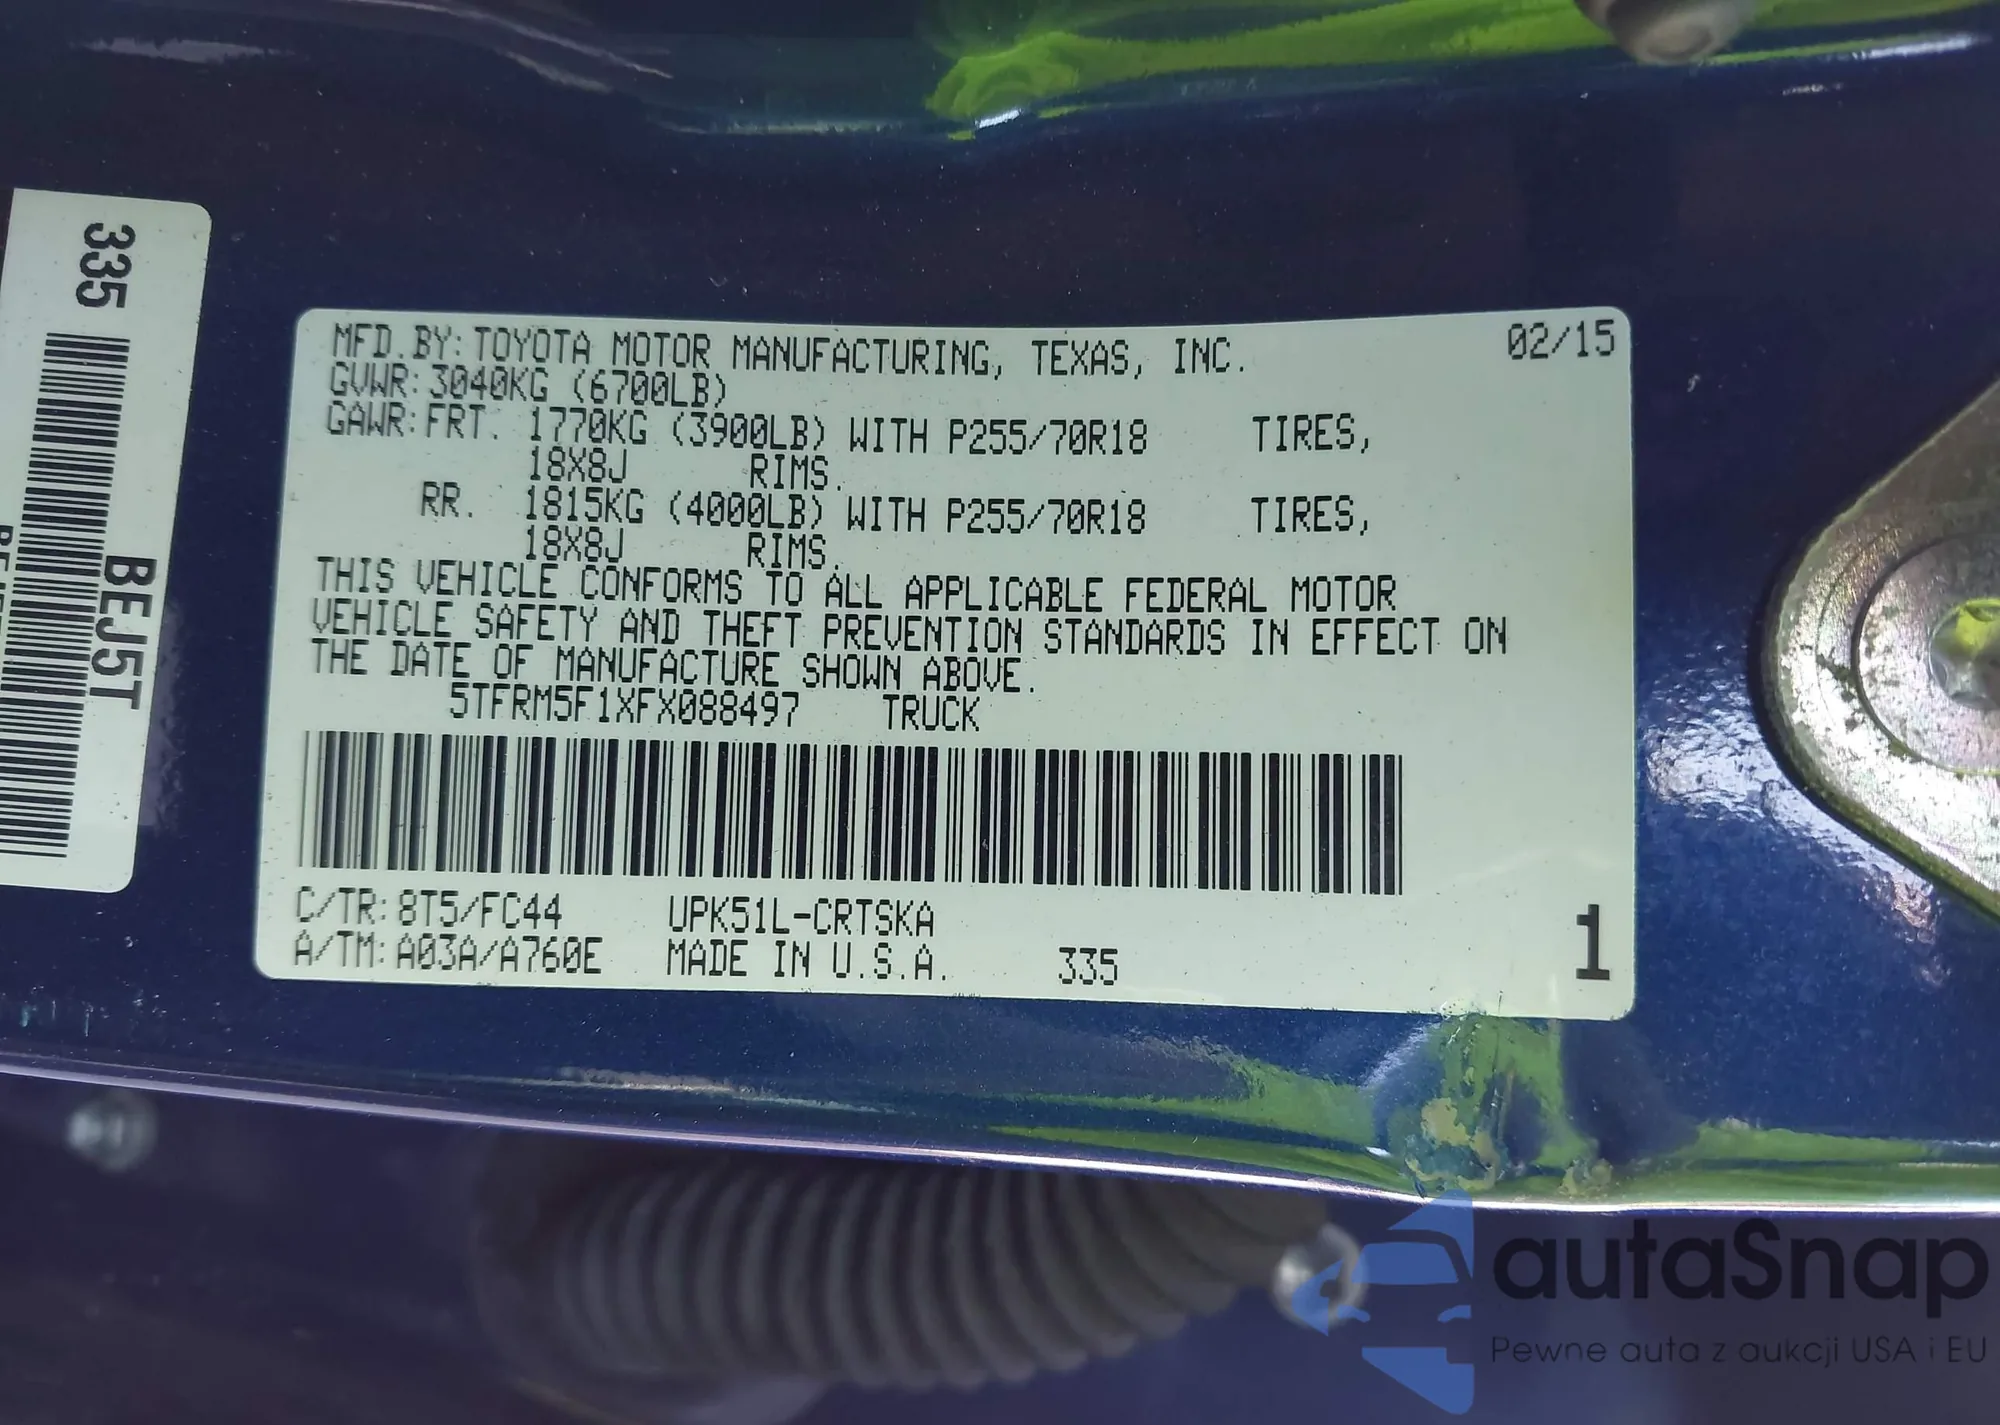 335
BEJ5T
MFD.BY: TOYOTA MOTOR MANUFACTURING, TEXAS, INC. 02/15
GVWR: 3040KG (6700LB)
GAWR: FRT. 1770KG (3900LB) WITH P255/70R18 TIRES,
18X8J RIMS.
RR. 1815KG (4000LB) WITH P255/70R18 TIRES,
18X8J RIMS.
THIS VEHICLE CONFORMS TO ALL APPLICABLE FEDERAL MOTOR
VEHICLE SAFETY AND THEFT PREVENTION STANDARDS IN EFFECT ON
THE DATE OF MANUFACTURE SHOWN ABOVE.
5TFRM5F1XFX088497 TRUCK
C/TR: 8T5/FC44 UPK51L-CRTSKA
A/TM: A03A/A760E MADE IN U.S.A. 335 1
autaSnap
Pewne auta z aukcji USA i EU